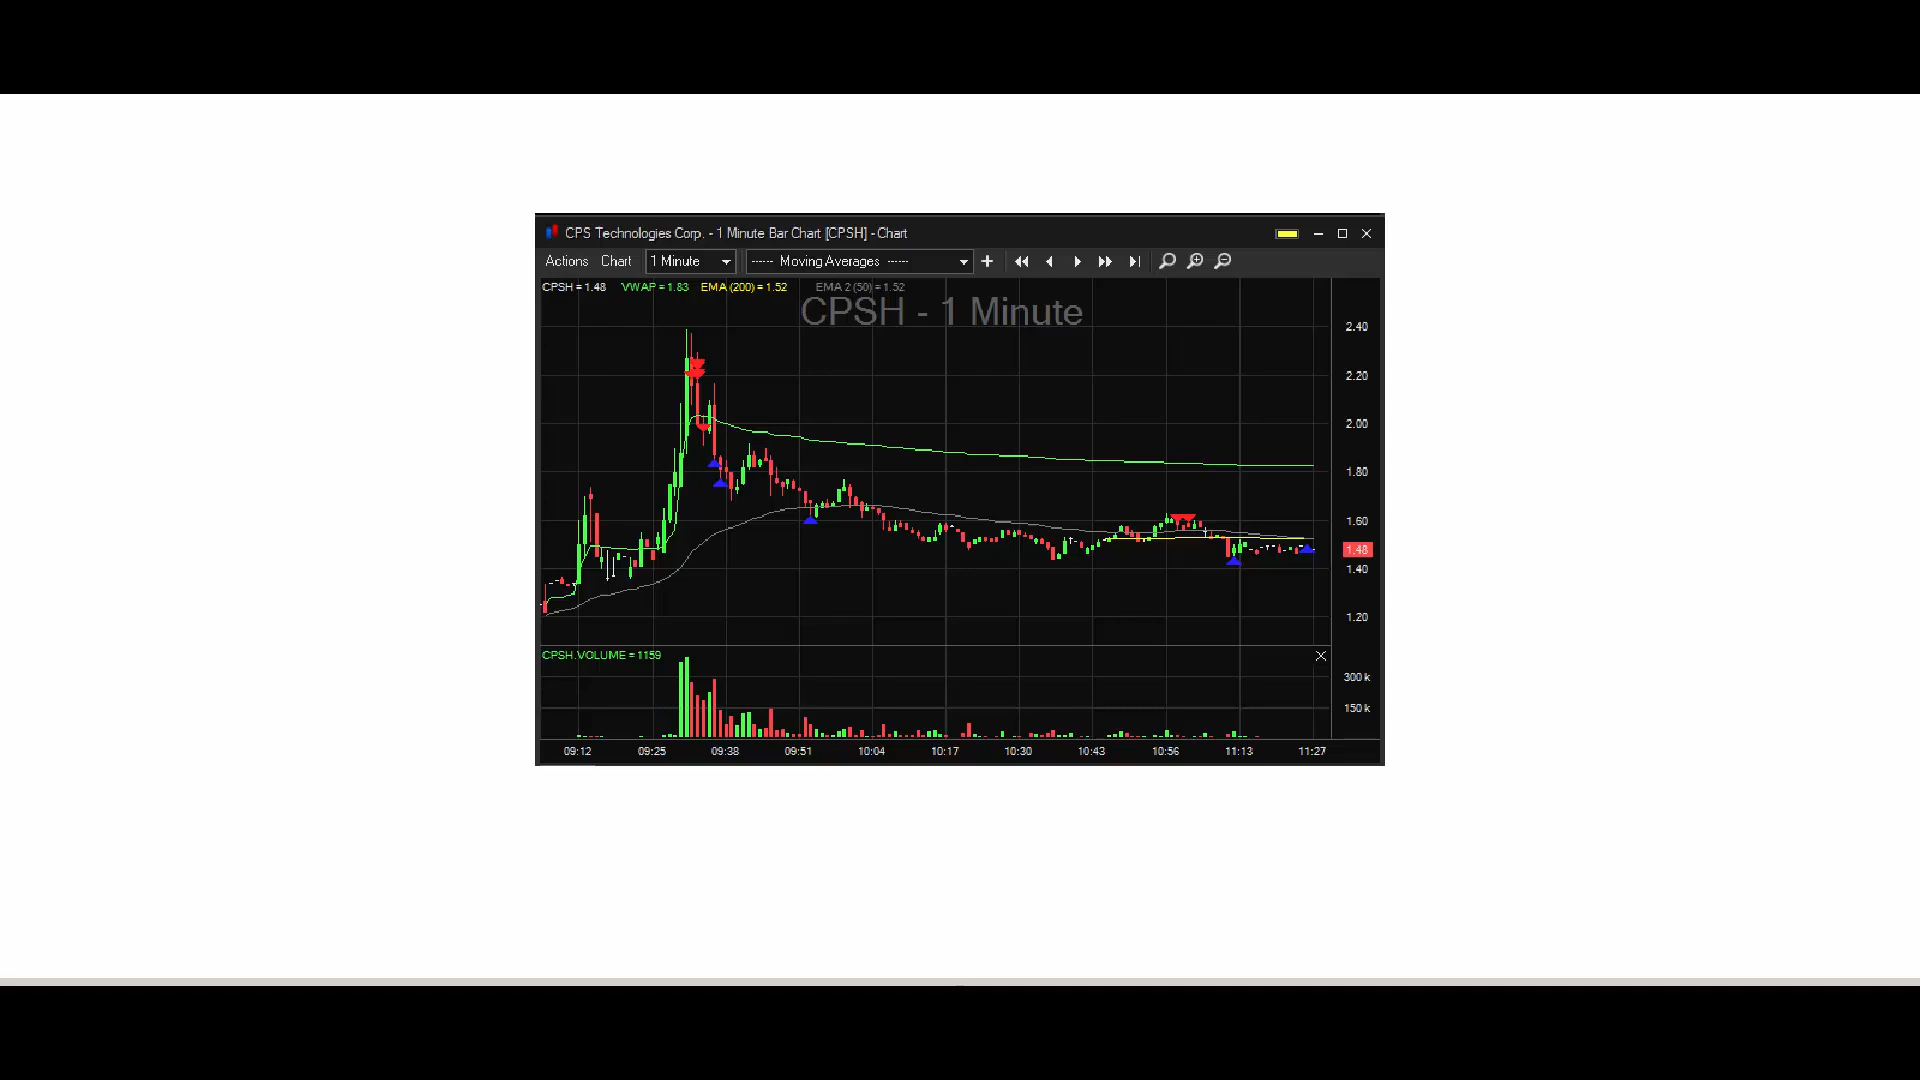 CPS Technologies Corp. - 1 Minute Bar Chart [CPSH] - Chart
Actions Chart 1 Minute ----- Moving Averages -----
CPSH = 1.48 VWAP = 1.83 EMA (200) = 1.52 EMA 2 (50) = 1.52
CPSH - 1 Minute
2.40
2.20
2.00
1.80
1.60
1.48
1.40
1.20
CPSH.VOLUME = 1159
300 k
150 k
09:12 09:25 09:38 09:51 10:04 10:17 10:30 10:43 10:56 11:13 11:27